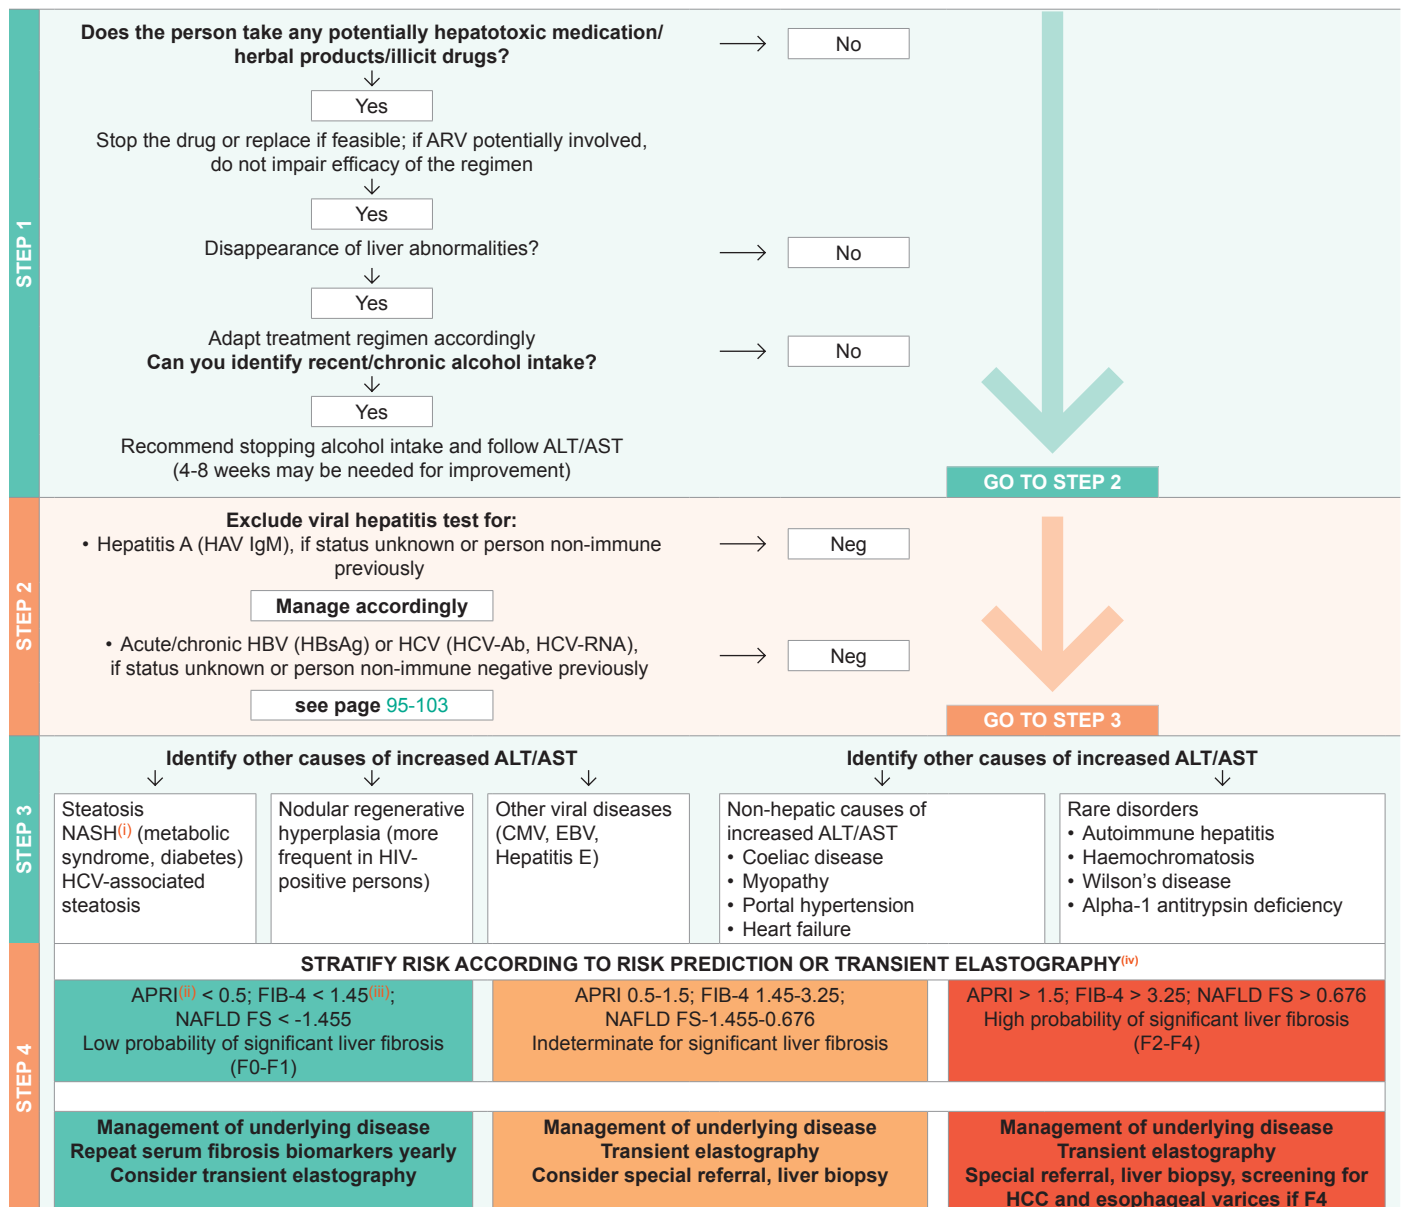 STEP 1
Does the person take any potentially hepatotoxic medication/
herbal products/illicit drugs?
No
Yes
Stop the drug or replace if feasible; if ARV potentially involved,
do not impair efficacy of the regimen
Yes
Disappearance of liver abnormalities?
No
Yes
Adapt treatment regimen accordingly
Can you identify recent/chronic alcohol intake?
No
Yes
Recommend stopping alcohol intake and follow ALT/AST
(4-8 weeks may be needed for improvement)
GO TO STEP 2
STEP 2
Exclude viral hepatitis test for:
• Hepatitis A (HAV IgM), if status unknown or person non-immune
previously
Neg
Manage accordingly
• Acute/chronic HBV (HBsAg) or HCV (HCV-Ab, HCV-RNA),
if status unknown or person non-immune negative previously
Neg
see page 95-103
GO TO STEP 3
STEP 3
Identify other causes of increased ALT/AST
Steatosis
NASH(i) (metabolic
syndrome, diabetes)
HCV-associated
steatosis
Nodular regenerative
hyperplasia (more
frequent in HIV-
positive persons)
Other viral diseases
(CMV, EBV,
Hepatitis E)
Identify other causes of increased ALT/AST
Non-hepatic causes of
increased ALT/AST
• Coeliac disease
• Myopathy
• Portal hypertension
• Heart failure
Rare disorders
• Autoimmune hepatitis
• Haemochromatosis
• Wilson's disease
• Alpha-1 antitrypsin deficiency
STEP 4
STRATIFY RISK ACCORDING TO RISK PREDICTION OR TRANSIENT ELASTOGRAPHY(iv)
APRI(ii) < 0.5; FIB-4 < 1.45(iii);
NAFLD FS < -1.455
Low probability of significant liver fibrosis
(F0-F1)
APRI 0.5-1.5; FIB-4 1.45-3.25;
NAFLD FS-1.455-0.676
Indeterminate for significant liver fibrosis
APRI > 1.5; FIB-4 > 3.25; NAFLD FS > 0.676
High probability of significant liver fibrosis
(F2-F4)
Management of underlying disease
Repeat serum fibrosis biomarkers yearly
Consider transient elastography
Management of underlying disease
Transient elastography
Consider special referral, liver biopsy
Management of underlying disease
Transient elastography
Special referral, liver biopsy, screening for
HCC and esophageal varices if F4